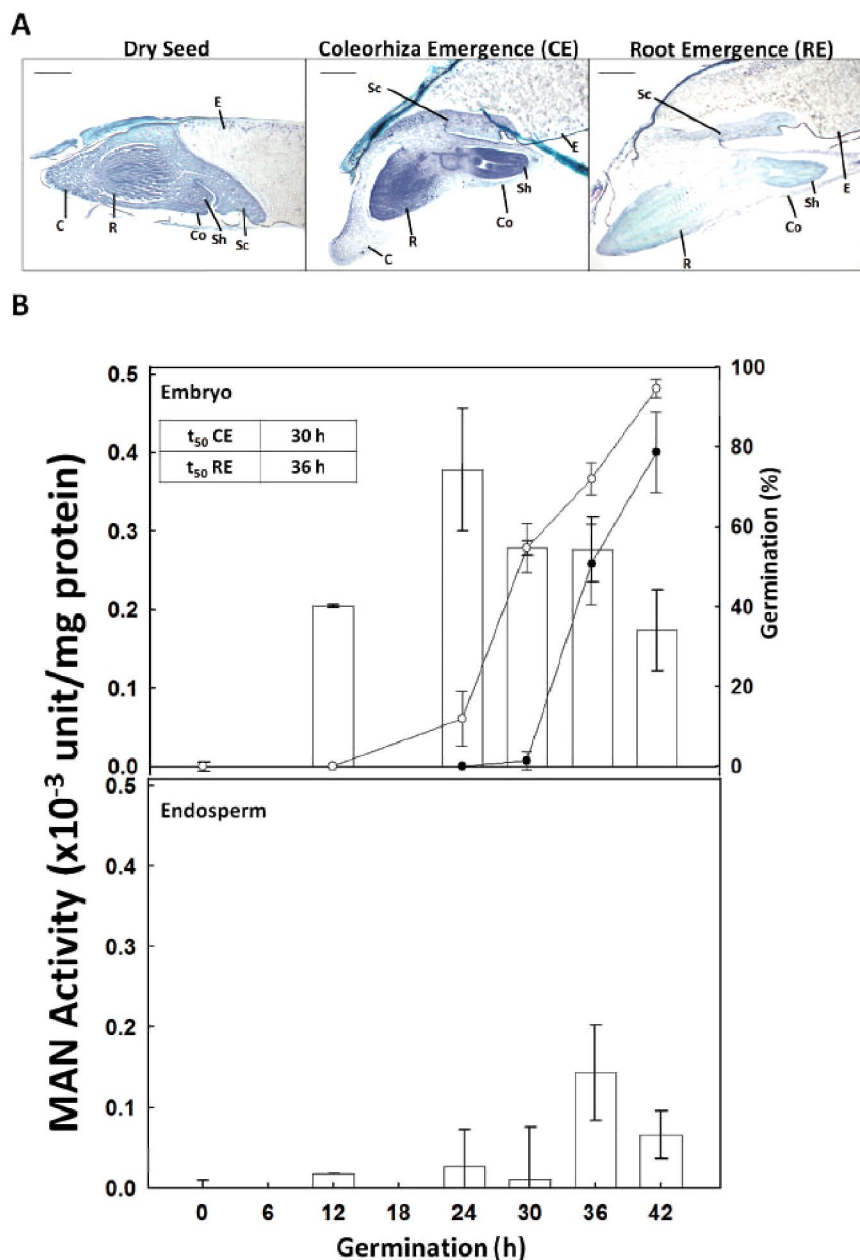 A
Dry Seed
Coleorhiza Emergence (CE)
Root Emergence (RE)
E
C
R
Co
Sh
Sc
Sc
E
Sh
Co
R
C
Sc
E
Sh
Co
R
B
MAN Activity (x10⁻³ unit/mg protein)
Embryo
t₅₀ CE 30 h
t₅₀ RE 36 h
0.5
0.4
0.3
0.2
0.1
0.0
100
80
60
40
20
0
Germination (%)
Endosperm
0.5
0.4
0.3
0.2
0.1
0.0
0 6 12 18 24 30 36 42
Germination (h)